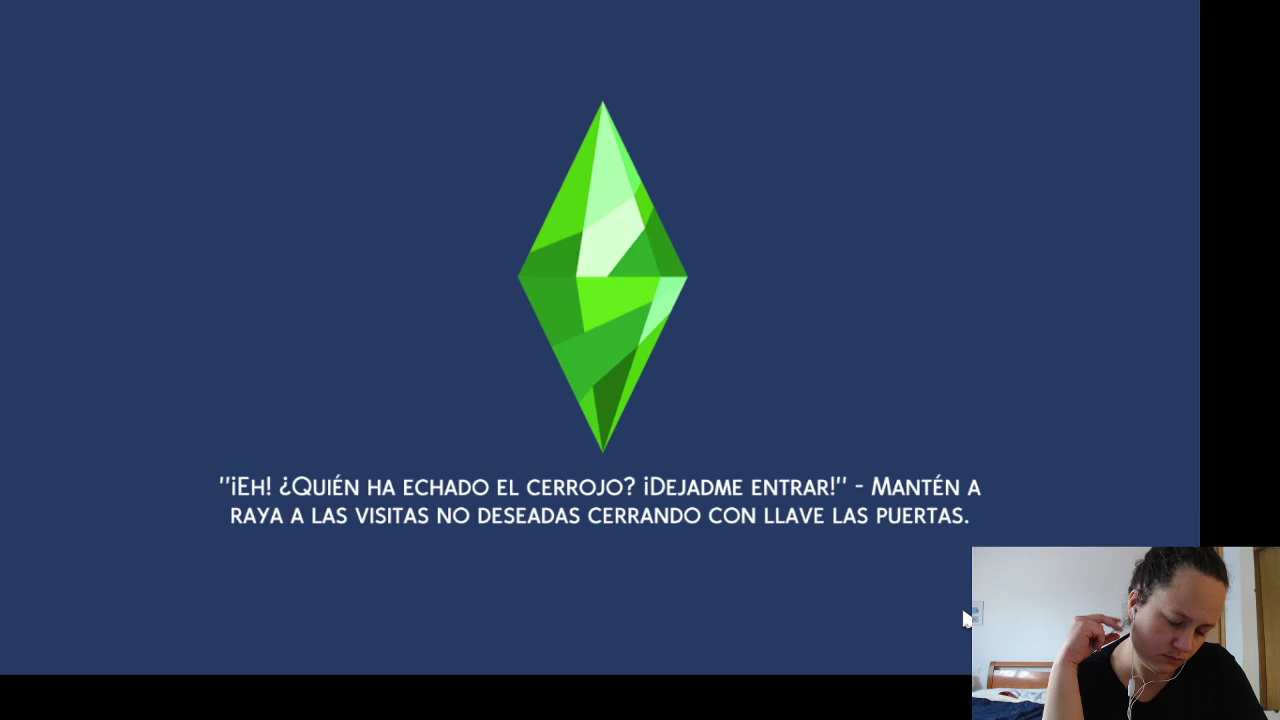 "¡Eh! ¿Quién ha echado el cerrojo? ¡Dejadme entrar!" - Mantén a
raya a las visitas no deseadas cerrando con llave las puertas.